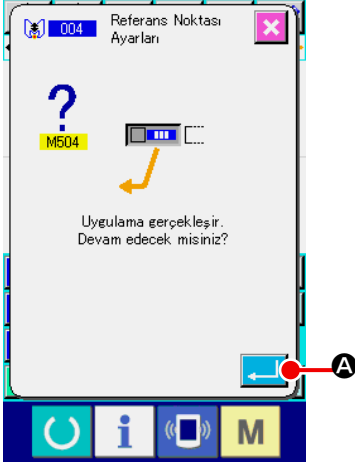 004
Referans Noktası
Ayarları
?
M504
Uygulama gerçekleşir.
Devam edecek misiniz?
A
i
M